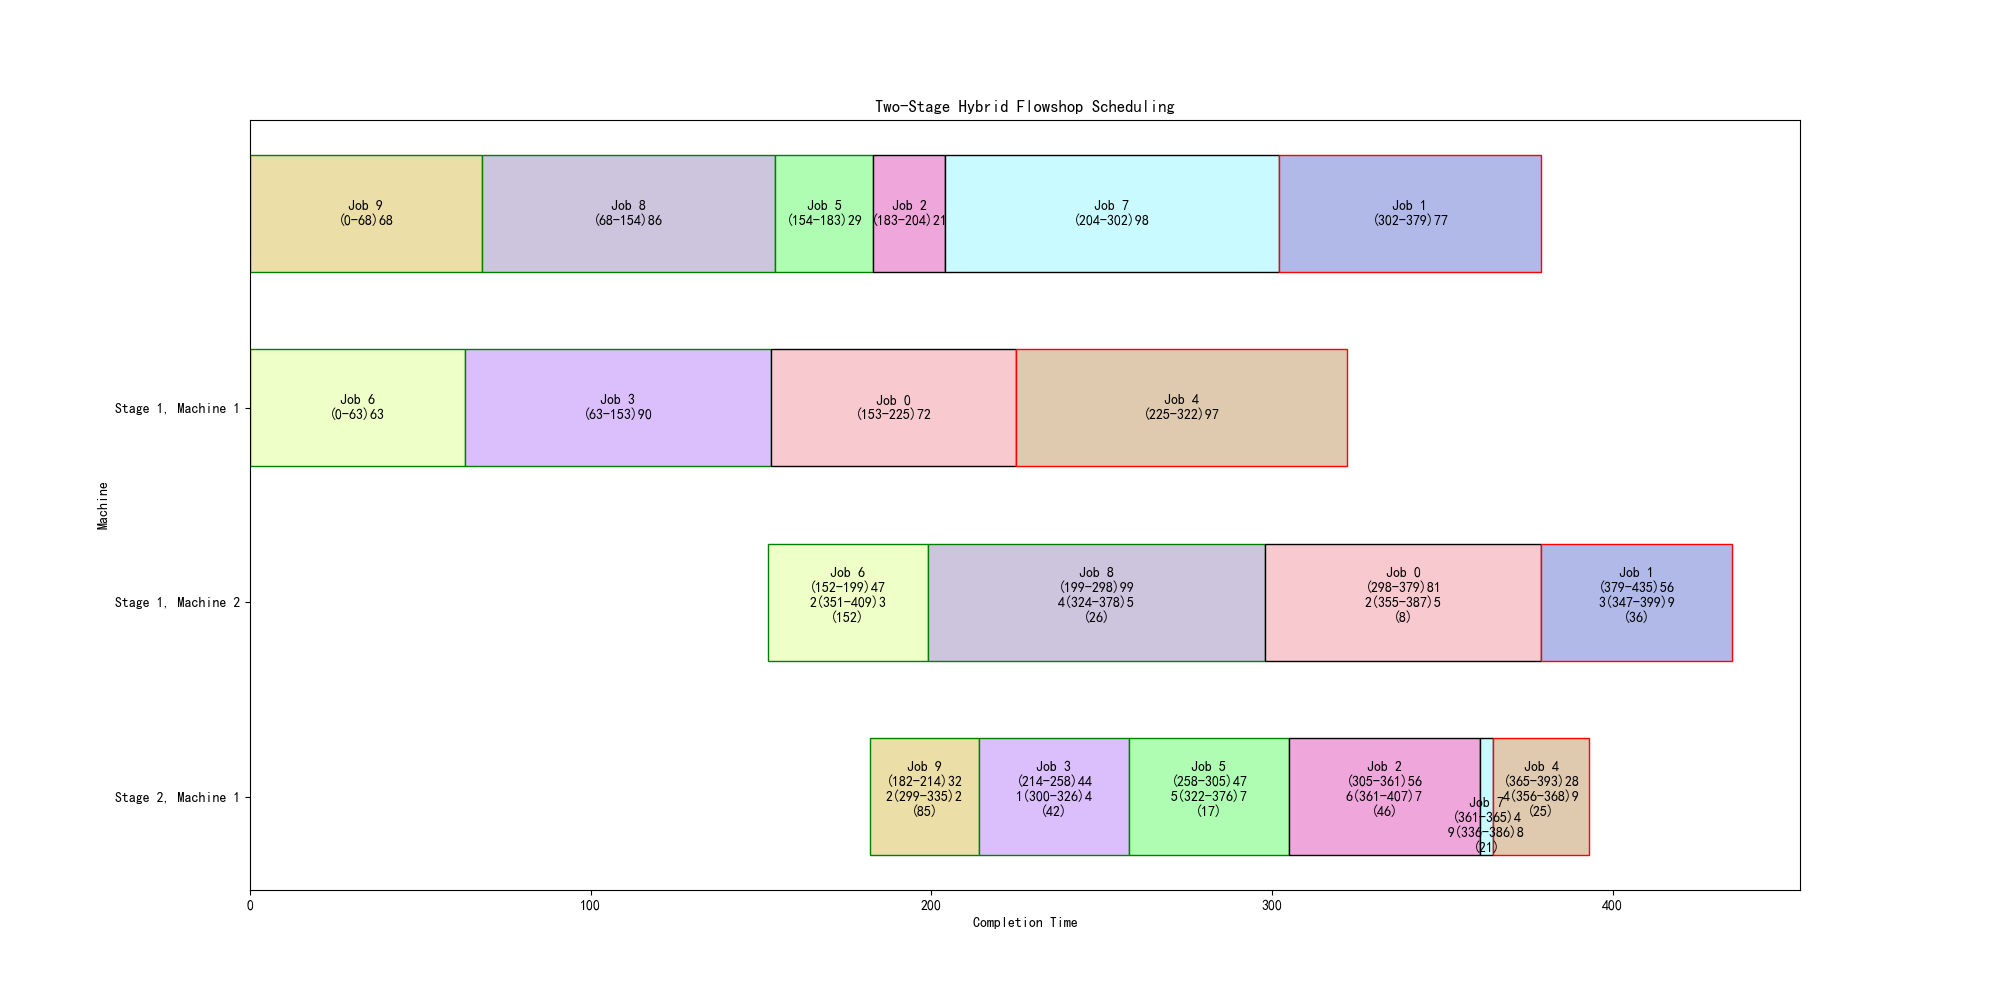 Two-Stage Hybrid Flowshop Scheduling
Job 9
(0-68)68
Job 8
(68-154)86
Job 5
(154-183)29
Job 2
(183-204)21
Job 7
(204-302)98
Job 1
(302-379)77
Stage 1, Machine 1
Job 6
(0-63)63
Job 3
(63-153)90
Job 0
(153-225)72
Job 4
(225-322)97
Machine
Stage 1, Machine 2
Job 6
(152-199)47
2(351-409)3
(152)
Job 8
(199-298)99
4(324-378)5
(26)
Job 0
(298-379)81
2(355-387)5
(8)
Job 1
(379-435)56
3(347-399)9
(36)
Stage 2, Machine 1
Job 9
(182-214)32
2(299-335)2
(85)
Job 3
(214-258)44
1(300-326)4
(42)
Job 5
(258-305)47
5(322-376)7
(17)
Job 2
(305-361)56
6(361-407)7
(46)
Job 7
(361-365)4
9(336-386)8
(21)
Job 4
(365-393)28
4(356-368)9
(25)
0
100
200
300
400
Completion Time